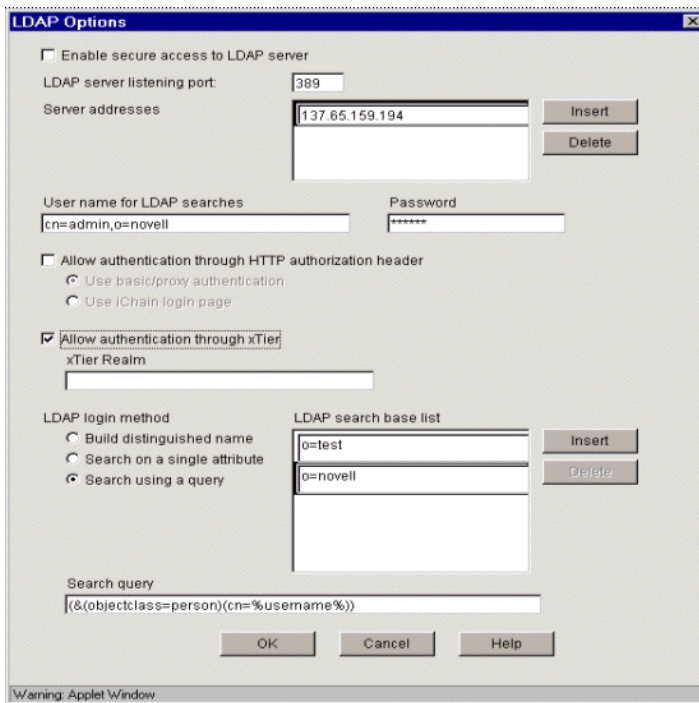 LDAP Options
Enable secure access to LDAP server
LDAP server listening port: 389
Server addresses
137.65.159.194
Insert
Delete
User name for LDAP searches Password
cn=admin,o=novell ******
Allow authentication through HTTP authorization header
Use basic/proxy authentication
Use iChain login page
Allow authentication through xTier
xTier Realm
LDAP login method LDAP search base list
Build distinguished name o=test Insert
Search on a single attribute
Search using a query o=novell Delete
Search query
(&(objectclass=person)(cn=%username%))
OK Cancel Help
Warning: Applet Window